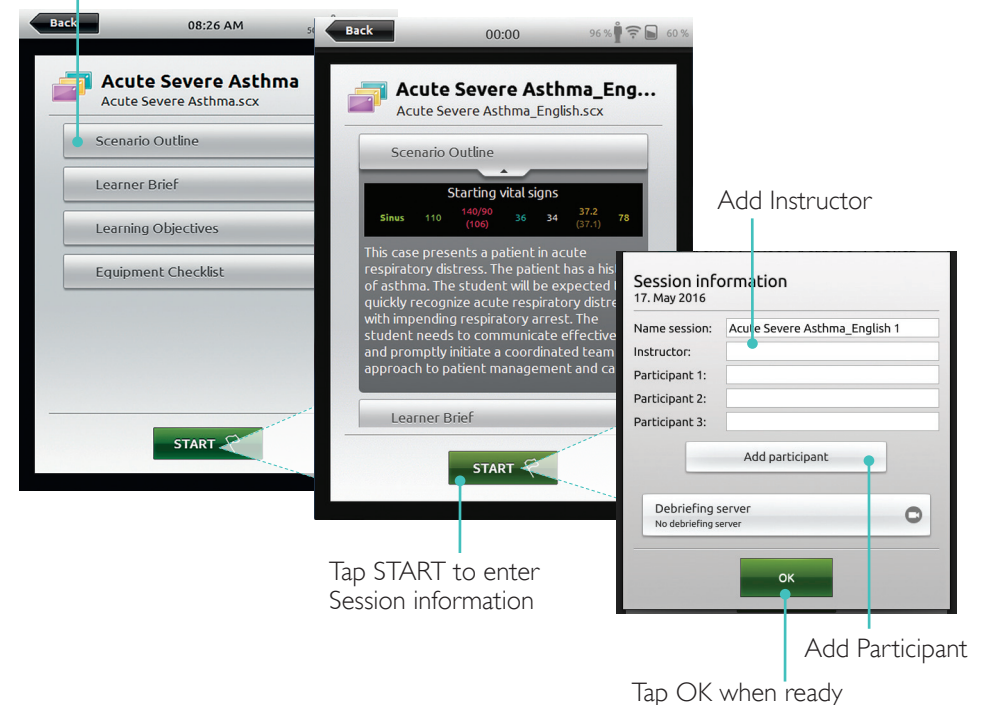 Back
08:26 AM
Acute Severe Asthma
Acute Severe Asthma.scx
Scenario Outline
Learner Brief
Learning Objectives
Equipment Checklist
START
Back
00:00
96 %
60 %
Acute Severe Asthma_Eng...
Acute Severe Asthma_English.scx
Scenario Outline
Starting vital signs
Sinus 110 140/90 (106) 36 34 37.2 (37.1) 78
This case presents a patient in acute
respiratory distress. The patient has a
of asthma. The student will be expected
quickly recognize acute respiratory
with impending respiratory arrest. The
student needs to communicate
and promptly initiate a coordinated team
approach to patient management and
Learner Brief
START
Tap START to enter
Session information
Add Instructor
Session information
17. May 2016
Name session: Acute Severe Asthma_English 1
Instructor:
Participant 1:
Participant 2:
Participant 3:
Add participant
Debriefing server
No debriefing server
OK
Add Participant
Tap OK when ready